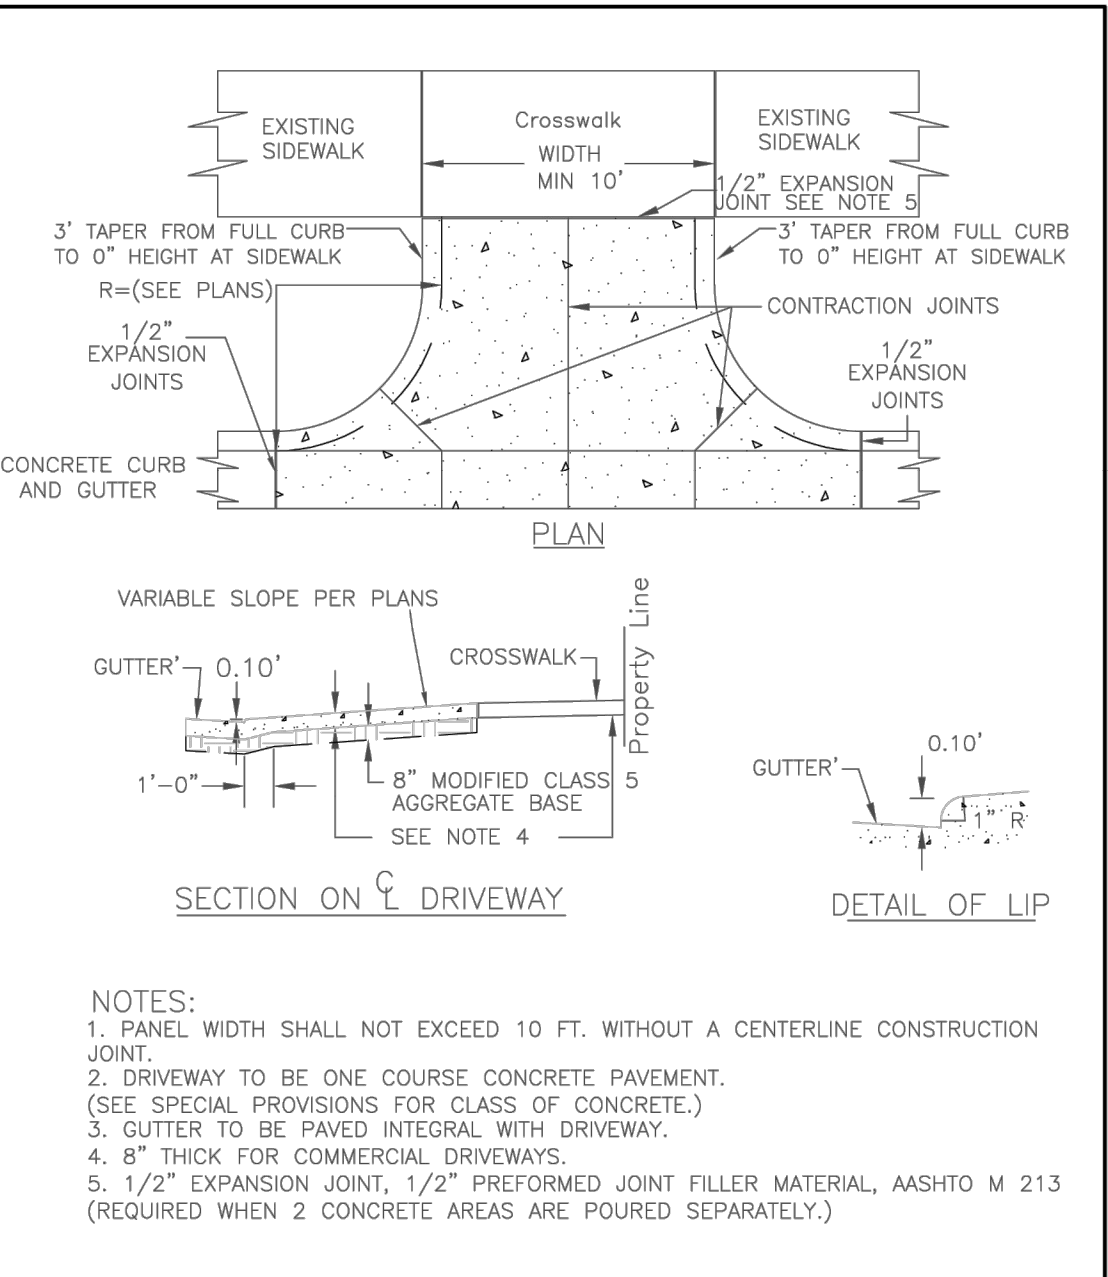 EXISTING
SIDEWALK
Crosswalk
WIDTH
MIN 10'
EXISTING
SIDEWALK
1/2” EXPANSION
JOINT SEE NOTE 5
3' TAPER FROM FULL CURB
TO 0” HEIGHT AT SIDEWALK
3' TAPER FROM FULL CURB
TO 0” HEIGHT AT SIDEWALK
R=(SEE PLANS)
CONTRACTION JOINTS
1/2”
EXPANSION
JOINTS
1/2”
EXPANSION
JOINTS
CONCRETE CURB
AND GUTTER
PLAN
VARIABLE SLOPE PER PLANS
GUTTER'
0.10'
CROSSWALK
Property Line
1'-0”
8” MODIFIED CLASS 5
AGGREGATE BASE
SEE NOTE 4
SECTION ON ℄ DRIVEWAY
0.10'
GUTTER'
1” R
DETAIL OF LIP
NOTES:
1. PANEL WIDTH SHALL NOT EXCEED 10 FT. WITHOUT A CENTERLINE CONSTRUCTION
JOINT.
2. DRIVEWAY TO BE ONE COURSE CONCRETE PAVEMENT.
(SEE SPECIAL PROVISIONS FOR CLASS OF CONCRETE.)
3. GUTTER TO BE PAVED INTEGRAL WITH DRIVEWAY.
4. 8” THICK FOR COMMERCIAL DRIVEWAYS.
5. 1/2” EXPANSION JOINT, 1/2” PREFORMED JOINT FILLER MATERIAL, AASHTO M 213
(REQUIRED WHEN 2 CONCRETE AREAS ARE POURED SEPARATELY.)